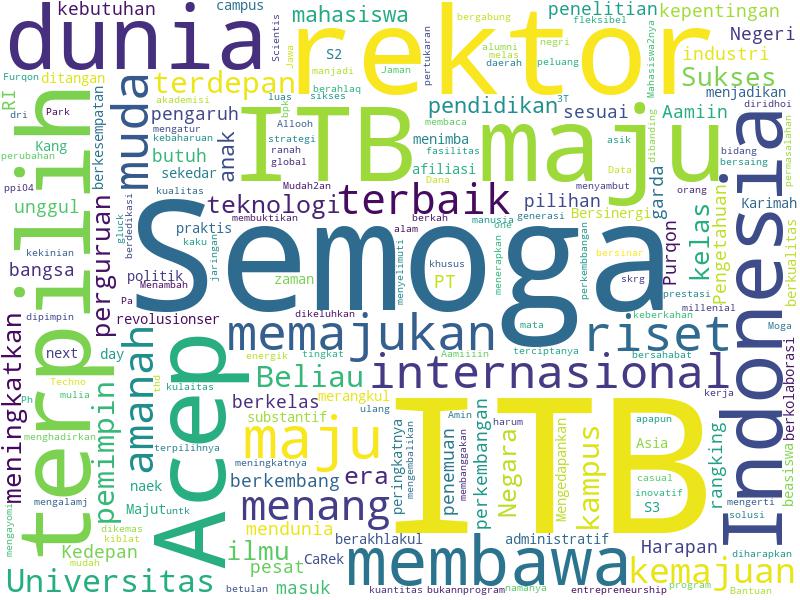 kebutuhan
campus
mahasiswa
penelitian
kepentingen
dunia
rektor
Negeri
bergabung
fleksibel
Scientis
S2
Jawa
manjadi
Jaman
pertukaran
alumni
melas
daerah
negri
peluang
Mahasiswa2nya
industri
Furqon
ditangan
terdepan
Sukses
RI
dri
Park
akademisi
luas
sikses
bpk
berahlaq
pendidikan
3T
sesuai
menjadikan
Aamiin
diridhoi
muda
pengaruh
mengatur
kebaharuan
Allooh
strategi
ranah
global
ITB
membaca
menimba
fasilitas
afiliasi
maju
asik
Data
Dana
dibanding
bidang
bersaing
permasalahan
Kang
perubahan
ppi04
berkesempatan
butuh
sekedar
anak
kualitas
Mudah2an
menyambut
orang
garda
Karimah
terpilih
unggul
perguruan
gluck
berdedikasi
teknologi
terbaik
pilihan
Bersinergi
Pengetahuan
kelas
berkualitas
membuktikan
berkah
manusia
generasi
praktis
kaku
jaringan
Semoga
alam
menyelimuti
khusus
PT
one
menerapkan
perkembbangan
bersinar
skrg
Purqon
prestasi
millenial
keberkahan
Indonesia
kekinian
bangsa
politik
Menambah
zaman
Pa
revolusionser
dipimpin
dikeluhkan
mata
Moga
meningkatkan
next
day
amanah
Acep
memajukan
riset
energik
tingkat
Aamiiiin
terciptanya
bersahabat
berkolaborasi
Techno
mulia
Ph
thd
kulaitas
Beliau
internasional
kerja
pemimpin
berkelas
merangkul
substantif
ulang
Amin
harum
apapun
menghadirkan
terpilihnya
maju
meningkatnya
peringkatnya
mengembalikan
penemuan
membanggakan
perkembangan
Negara
Mengedapankan
kampus
ITB
Asia
casual
inovatif
S3
rangking
beasiswa
mengerti
solusi
naek
berkembang
era
mengalamj
Majut
untk
menang
mengayomi
dikemas
kiblat
mendunia
berakhlakul
administratif
Harapan
diharapkan
Kedepan
mudah
ilmu
CaRek
pesat
membawa
kemajuan
Universitas
betulan
masuk
kuantitas
bukannprogram
namanya
entrepreneurship
program
Bantuan